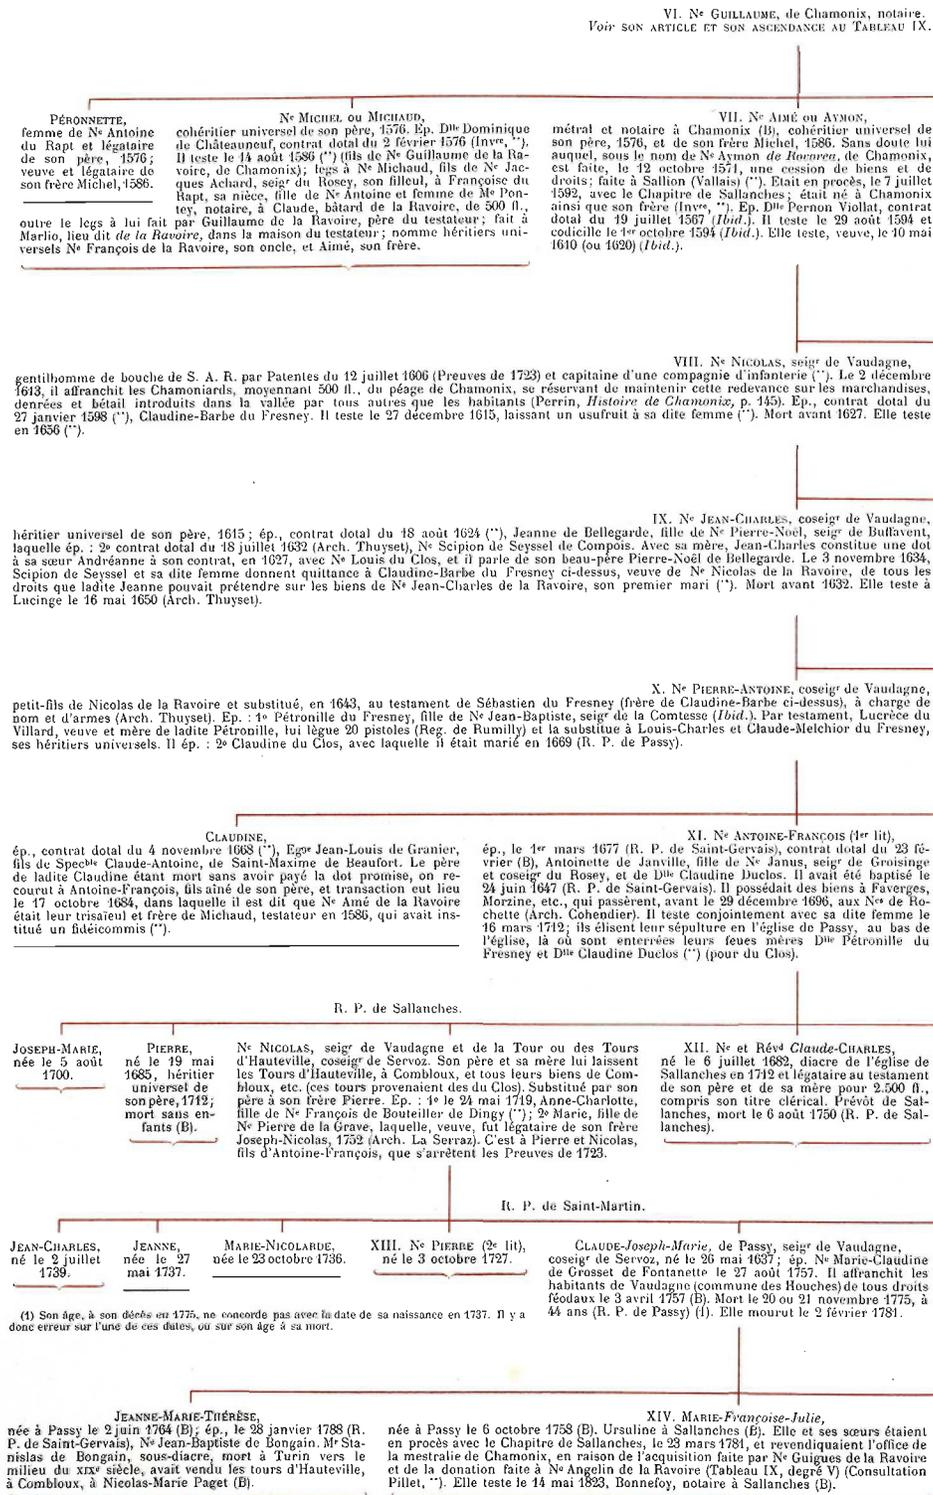 VI. Nᵉ GUILLAUME, de Chamonix, notaire.
Voir SON ARTICLE ET SON ASCENDANCE AU TABLEAU IX.
PÉRONNETTE,
femme de Nᵉ Antoine
du Rapt et légataire
de son père, 1576;
veuve et légataire de
son frère Michel, 1586.
Nᵉ MICHEL OU MICHAUD,
cohéritier universel de son père, 1576. Ép. Dˡˡᵉ Dominique
de Châteauneuf, contrat dotal du 2 février 1576 (Invʳᵉ, **).
Il teste le 14 août 1586 (**) (fils de Nᵉ Guillaume de la Ra-
voire, de Chamonix); legs à Nᵉ Michaud, fils de Nᵉ Jac-
ques Achard, seigʳ du Rosey, son filleul, à Françoise du
Rapt, sa nièce, fille de Nᵉ Antoine et femme de Mᵉ Pon-
tey, notaire, à Claude, bâtard de la Ravoire, de 500 fl.,
outre le legs à lui fait par Guillaume de la Ravoire, père du testateur; fait à
Marlio, lieu dit de la Ravoire, dans la maison du testateur; nomme héritiers uni-
versels Nᵉ François de la Ravoire, son oncle, et Aimé, sun frère.
VII. Nᵉ AIMÉ OU AYMON,
métral et notaire à Chamonix (B), cohéritier universel de
son père, 1576, et de son frère Michel, 1586. Sans doute lui
auquel, sous le nom de Nᵉ Aymon de Rovorea, de Chamonix,
est faite, le 12 octobre 1571, une cession de biens et de
droits; faite à Sallion (Vallais) (**). Etait en procès, le 7 juillet
1592, avec le Chapitre de Sallanches; était né à Chamonix
ainsi que son frère (Invʳᵉ, **). Ép. Dˡˡᵉ Pernon Viollat, contrat
dotal du 19 juillet 1567 (Ibid.). Il teste le 29 août 1594 et
codicille le 1ᵉʳ octobre 1594 (Ibid.). Elle teste, veuve, le 10 mai
1610 (ou 1620) (Ibid.).
VIII. Nᵉ NICOLAS, seigʳ de Vaudagne,
gentilhomme de bouche de S. A. R. par Patentes du 12 juillet 1606 (Preuves de 1723) et capitaine d'une compagnie d'infanterie (**). Le 2 décembre
1613, il affranchit les Chamoniards, moyennant 500 fl., du péage de Chamonix, se réservant de maintenir cette redevance sur les marchandises,
denrées et bétail introduits dans la vallée par tous autres que les habitants (Perrin, Histoire de Chamonix, p. 145). Ep., contrat dotal du
27 janvier 1598 (**), Claudine-Barbe du Fresney. Il teste le 27 décembre 1615, laissant un usufruit à sa dite femme (**). Mort avant 1627. Elle teste
en 1656 (**).
IX. Nᵉ JEAN-CHARLES, coseigʳ de Vaudagne,
héritier universel de son père, 1615; ép., contrat dotal du 18 août 1624 (**), Jeanne de Bellegarde, fille de Nᵉ Pierre-Noël, seigʳ de Buffavent,
laquelle ép. : 2º contrat dotal du 18 juillet 1632 (Arch. Thuyset), Nᵉ Scipion de Seyssel de Compois. Avec sa mère, Jean-Charles constitue une dot
à sa sœur Andréanne à son contrat, en 1627, avec Nᵉ Louis du Clos, et il parle de son beau-père Pierre-Noël de Bellegarde. Le 3 novembre 1634,
Scipion de Seyssel et sa dite femme donnent quittance à Claudine-Barbe du Fresney ci-dessus, veuve de Nᵉ Nicolas de la Ravoire, de tous les
droits que ladite Jeanne pouvait prétendre sur les biens de Nᵉ Jean-Charles de la Ravoire, son premier mari (**). Mort avant 1632. Elle teste à
Lucinge le 16 mai 1650 (Arch. Thuyset).
X. Nᵉ PIERRE-ANTOINE, coseigʳ de Vaudagne,
petit-fils de Nicolas de la Ravoire et substitué, en 1643, au testament de Sébastien du Fresney (frère de Claudine-Barbe ci-dessus), à charge de
nom et d'armes (Arch. Thuyset). Ep. : 1º Pétronille du Fresney, fille de Nᵉ Jean-Baptiste, seigʳ de la Comtesse (Ibid.). Par testament, Lucrèce du
Villard, veuve et mère de ladite Pétronille, lui lègue 20 pistoles (Reg. de Rumilly) et la substitue à Louis-Charles et Claude-Melchior du Fresney,
ses héritiers universels. Il ép. : 2º Claudine du Clos, avec laquelle il était marié en 1669 (R. P. de Passy).
CLAUDINE,
ép., contrat dotal du 4 novembre 1668 (**), Egᵍᵉ Jean-Louis de Granier,
fils de Specᵇˡᵉ Claude-Antoine, de Saint-Maxime de Beaufort. Le père
de ladite Claudine étant mort sans avoir payé la dot promise, on re-
courut à Antoine-François, fils aîné de son père, et transaction eut lieu
le 17 octobre 1684, dans laquelle il est dit que Nᵉ Amé de la Ravoire
était leur trisaïeul et frère de Michaud, testateur en 1586, qui avait ins-
titué un fidéicommis (**).
XI. Nᵉ ANTOINE-FRANÇOIS (1ᵉʳ lit),
ép., le 1ᵉʳ mars 1677 (R. P. de Saint-Gervais), contrat dotal du 23 fé-
vrier (B), Antoinette de Janville, fille de Nᵉ Janus, seigʳ de Groisinge
et coseigʳ du Rosey, et de Dˡˡᵉ Claudine Duclos. Il avait été baptisé le
24 juin 1647 (R. P. de Saint-Gervais). Il possédait des biens à Faverges,
Morzine, etc., qui passèrent, avant le 29 décembre 1696, aux Nᵉˢ de Ro-
chette (Arch. Cohendier). Il teste conjointement avec sa dite femme le
16 mars 1712; ils élisent leur sépulture en l'église de Passy, au bas de
l'église, là où sont enterrées leurs feues mères Dˡˡᵉ Pétronille du
Fresney et Dˡˡᵉ Claudine Duclos (**) (pour du Clos).
R. P. de Sallanches.
JOSEPH-MARIE,
née le 5 août
1700.
PIERRE,
né le 19 mai
1685, héritier
universel de
son père, 1712;
mort sans en-
fants (B).
Nᵉ NICOLAS, seigʳ de Vaudagne et de la Tour ou des Tours
d'Hauteville, coseigʳ de Servoz. Son père et sa mère lui laissent
les Tours d'Hauteville, à Combloux, et tous leurs biens de Com-
bloux, etc. (ces tours provenaient des du Clos). Substitué par son
père à son frère Pierre. Ép. : 1º le 24 mai 1719, Anne-Charlotte,
fille de Nᵉ François de Bouteiller de Dingy (**); 2º Marie, fille de
Nᵉ Pierre de la Grave, laquelle, veuve, fut légataire de son frère
Joseph-Nicolas, 1752 (Arch. La Serraz). C'est à Pierre et Nicolas,
fils d'Antoine-François, que s'arrêtent les Preuves de 1723.
XII. Nᵉ et Révᵈ Claude-CHARLES,
né le 6 juillet 1682, diacre de l'église de
Sallanches en 1712 et légataire au testament
de son père et de sa mère pour 2.500 fl.,
compris son titre clérical. Prévôt de Sal-
lanches, mort le 6 août 1750 (R. P. de Sal-
lanches).
R. P. de Saint-Martin.
JEAN-CHARLES,
né le 2 juillet
1739.
JEANNE,
née le 27
mai 1737.
MARIE-NICOLARDE,
née le 23 octobre 1736.
XIII. Nᵉ PIERRE (2ᵉ lit),
né le 3 octobre 1727.
CLAUDE-Joseph-Marie, de Passy, seigʳ de Vaudagne,
coseigʳ de Servoz, né le 26 mai 1637; ép. Nᵉ Marie-Claudine
de Grosset de Fontanette le 27 août 1757. Il affranchit les
habitants de Vaudagne (commune des Houches) de tous droits
féodaux le 3 avril 1757 (B). Mort le 20 ou 21 novembre 1775, à
44 ans (R. P. de Passy) (1). Elle mourut le 2 février 1781.
(1) Son âge, à son décès en 1775, ne concorde pas avec la date de sa naissance en 1737. Il y a
donc erreur sur l'une de ces dates, ou sur son âge à sa mort.
JEANNE-MARIE-THÉRÈSE,
née à Passy le 2 juin 1764 (B); ép., le 28 janvier 1788 (R.
P. de Saint-Gervais), Nᵉ Jean-Baptiste de Bongain. Mʳ Sta-
nislas de Bongain, sous-diacre, mort à Turin vers le
milieu du XIXᵉ siècle, avait vendu les tours d'Hauteville,
à Combloux, à Nicolas-Marie Paget (B).
XIV. MARIE-Françoise-Julie,
née à Passy le 6 octobre 1758 (B). Ursuline à Sallanches (B). Elle et ses sœurs étaient
en procès avec le Chapitre de Sallanches, le 23 mars 1781, et revendiquaient l'office de
la mestralie de Chamonix, en raison de l'acquisition faite par Nᵉ Guigues de la Ravoire
et de la donation faite à Nᵉ Angelin de la Ravoire (Tableau IX, degré V) (Consultation
Pillet, **). Elle teste le 14 mai 1823, Bonnefoy, notaire à Sallanches (B).